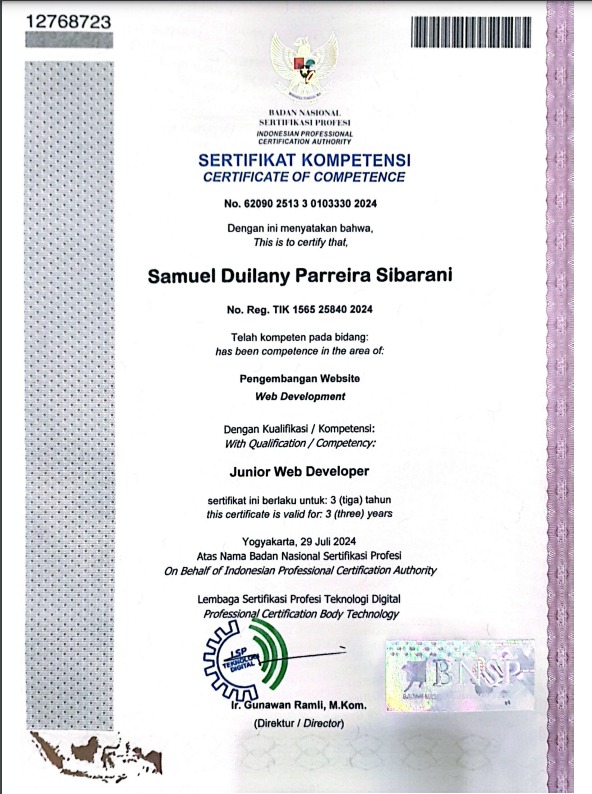 12768723
BADAN NASIONAL
SERTIFIKASI PROFESI
INDONESIAN PROFESSIONAL
CERTIFICATION AUTHORITY
SERTIFIKAT KOMPETENSI
CERTIFICATE OF COMPETENCE
No. 62090 2513 3 0103330 2024
Dengan ini menyatakan bahwa,
This is to certify that,
Samuel Duilany Parreira Sibarani
No. Reg. TIK 1565 25840 2024
Telah kompeten pada bidang:
has been competence in the area of:
Pengembangan Website
Web Development
Dengan Kualifikasi / Kompetensi:
With Qualification / Competency:
Junior Web Developer
sertifikat ini berlaku untuk: 3 (tiga) tahun
this certificate is valid for: 3 (three) years
Yogyakarta, 29 Juli 2024
Atas Nama Badan Nasional Sertifikasi Profesi
On Behalf of Indonesian Professional Certification Authority
Lembaga Sertifikasi Profesi Teknologi Digital
Professional Certification Body Technology
LSP
TEKNOLOGI
DIGITAL
BNSP
Ir. Gunawan Ramli, M.Kom.
(Direktur / Director)